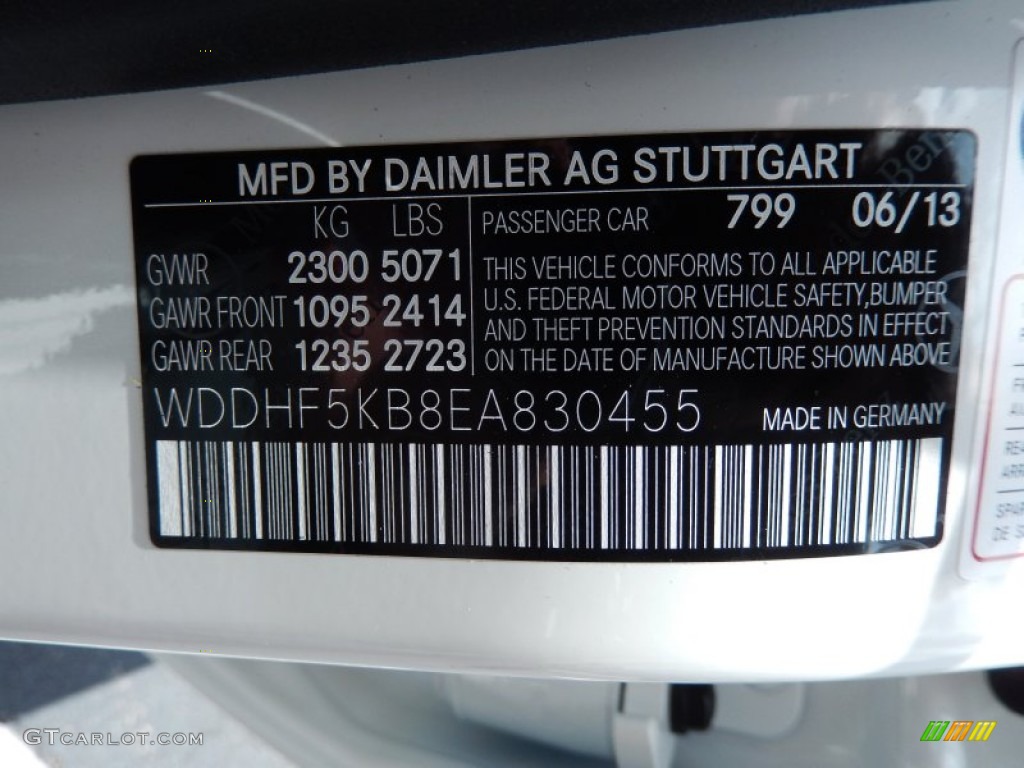 MFD BY DAIMLER AG STUTTGART
KG LBS
GVWR 2300 5071
GAWR FRONT 1095 2414
GAWR REAR 1235 2723
PASSENGER CAR 799 06/13
THIS VEHICLE CONFORMS TO ALL APPLICABLE
U.S. FEDERAL MOTOR VEHICLE SAFETY,BUMPER
AND THEFT PREVENTION STANDARDS IN EFFECT
ON THE DATE OF MANUFACTURE SHOWN ABOVE
WDDHF5KB8EA830455
MADE IN GERMANY
GTCARLOT.COM